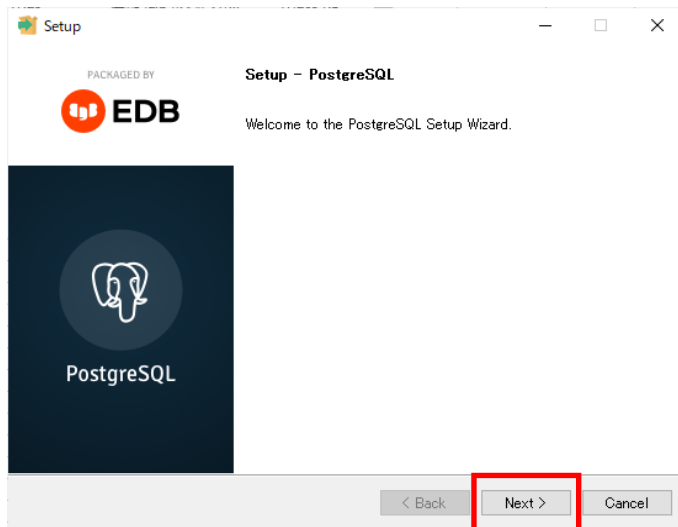 Setup
PACKAGED BY
EDB
Setup - PostgreSQL
Welcome to the PostgreSQL Setup Wizard.
PostgreSQL
< Back
Next >
Cancel